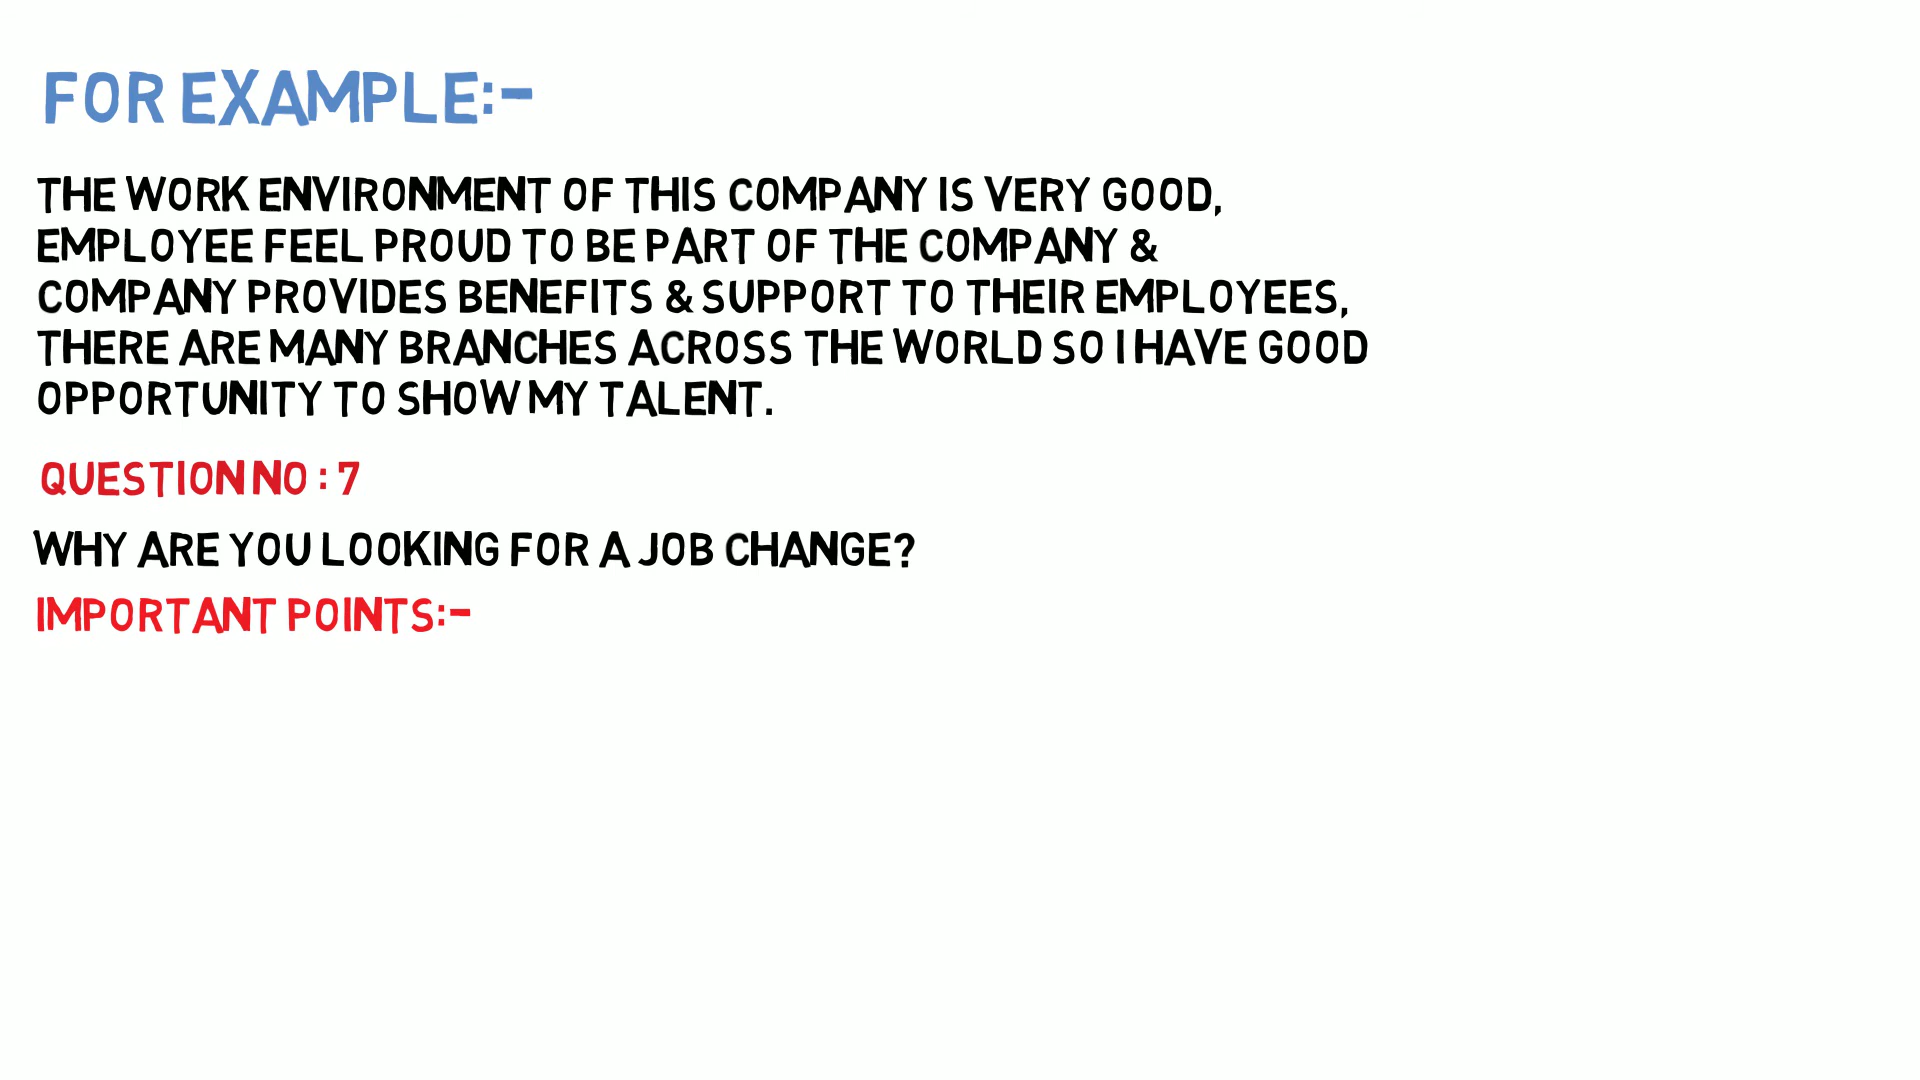 FOR EXAMPLE:-
THE WORK ENVIRONMENT OF THIS COMPANY IS VERY GOOD,
EMPLOYEE FEEL PROUD TO BE PART OF THE COMPANY &
COMPANY PROVIDES BENEFITS & SUPPORT TO THEIR EMPLOYEES,
THERE ARE MANY BRANCHES ACROSS THE WORLD SO I HAVE GOOD
OPPORTUNITY TO SHOW MY TALENT.
QUESTION NO : 7
WHY ARE YOU LOOKING FOR A JOB CHANGE?
IMPORTANT POINTS:-